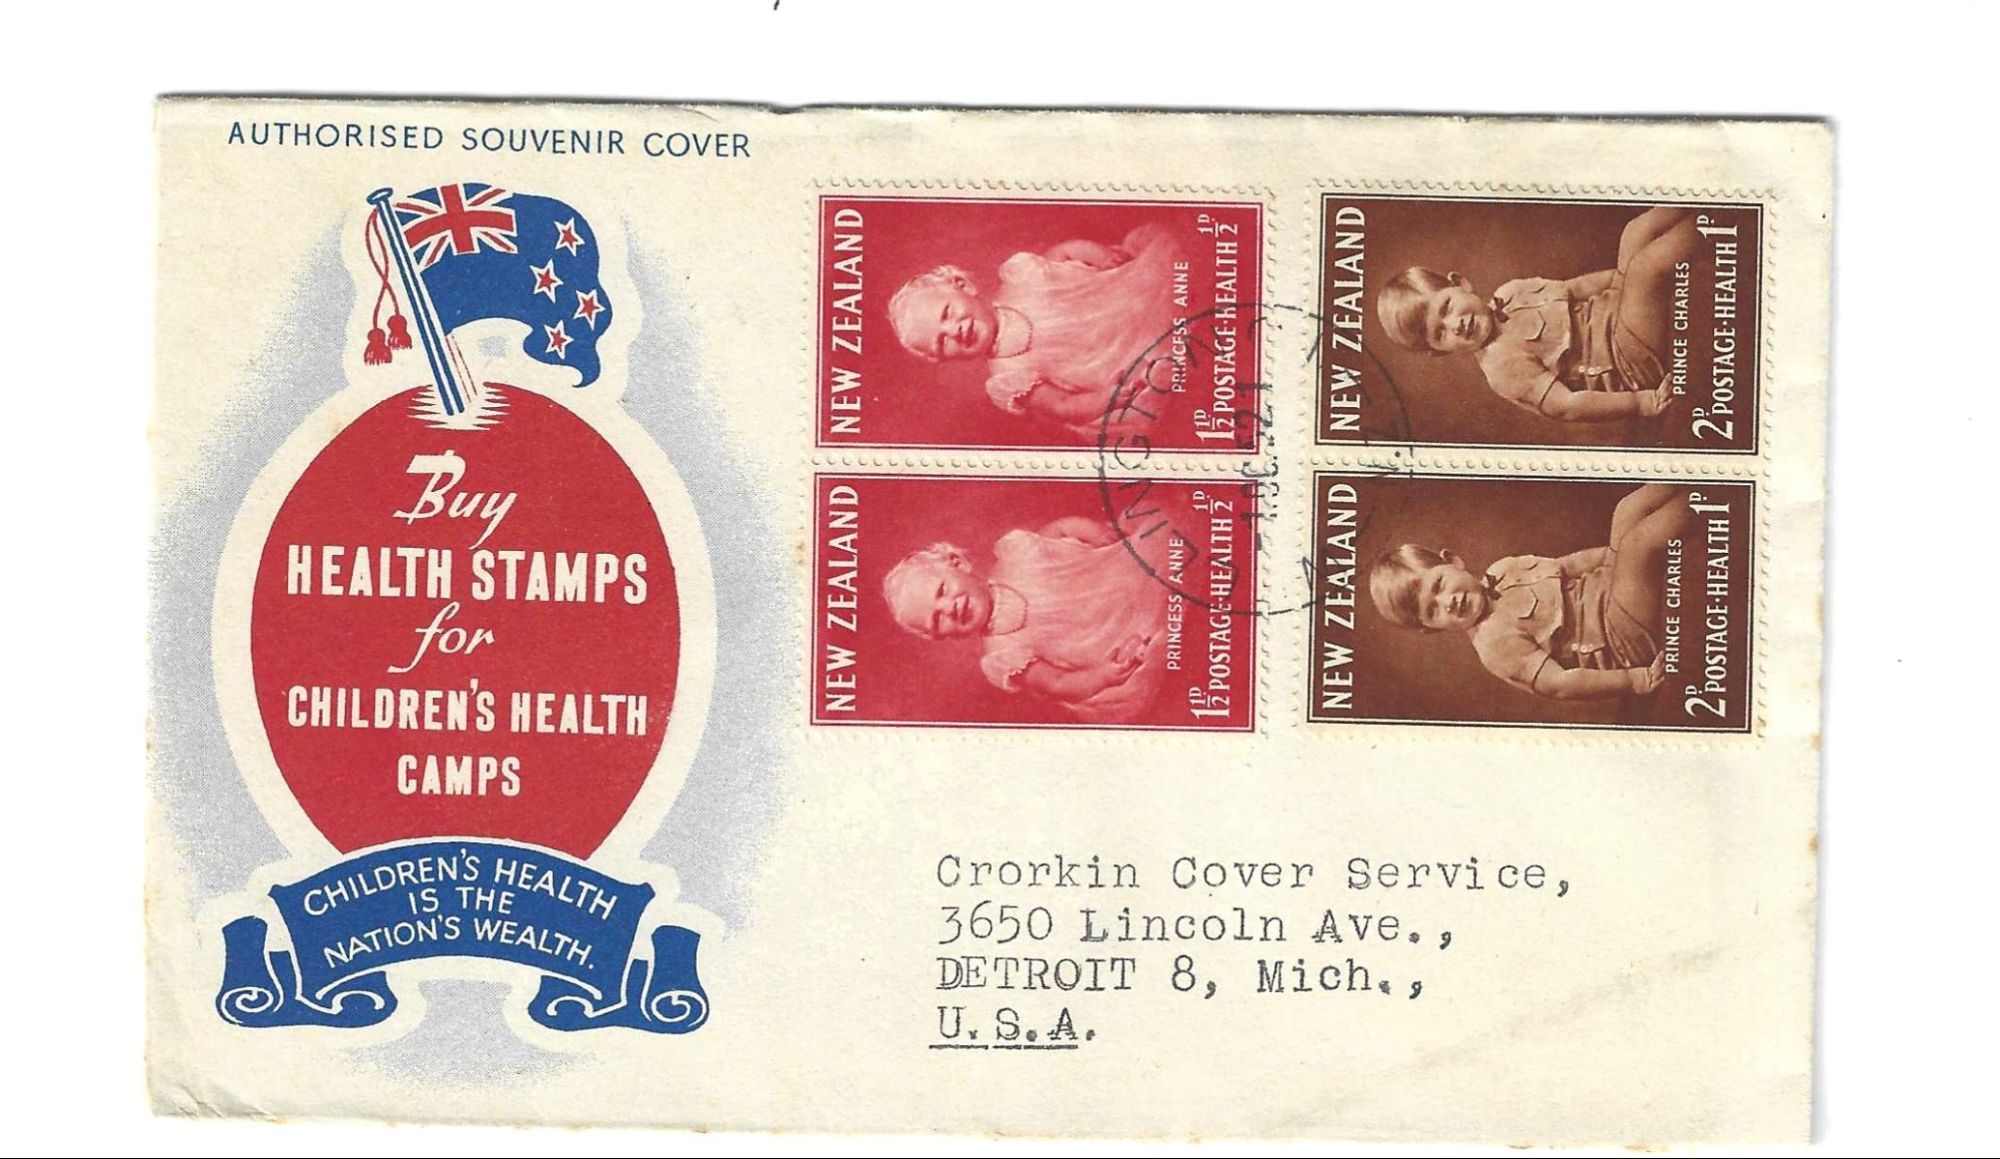 AUTHORISED SOUVENIR COVER
Buy
HEALTH STAMPS
for
CHILDREN'S HEALTH
CAMPS
CHILDREN'S HEALTH
IS THE
NATION'S WEALTH.
NEW ZEALAND
PRINCESS ANNE
1½D POSTAGE·HEALTH ½D
NEW ZEALAND
PRINCE CHARLES
2D POSTAGE·HEALTH 1D
NEW ZEALAND
PRINCESS ANNE
1½D POSTAGE·HEALTH ½D
NEW ZEALAND
PRINCE CHARLES
2D POSTAGE·HEALTH 1D
Crorkin Cover Service,
3650 Lincoln Ave.,
DETROIT 8, Mich.,
U.S.A.